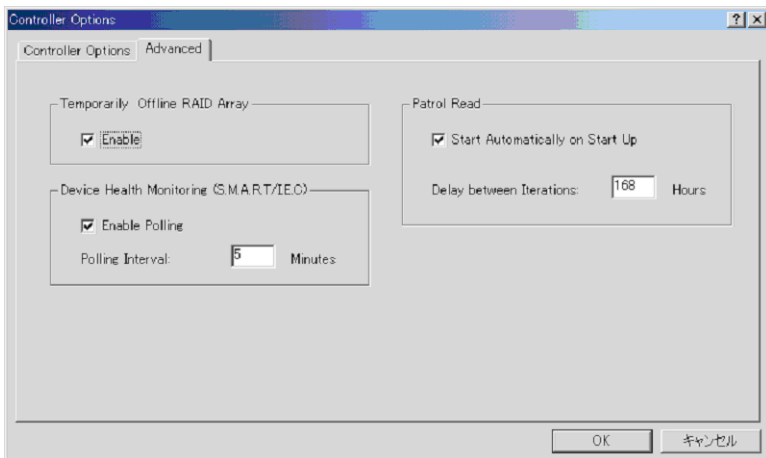 Controller Options
Controller Options
Advanced
Temporarily Offline RAID Array
Enable
Device Health Monitoring (S.M.A.R.T/I.E.C)
Enable Polling
Polling Interval: 5 Minutes
Patrol Read
Start Automatically on Start Up
Delay between Iterations: 168 Hours
OK
キャンセル